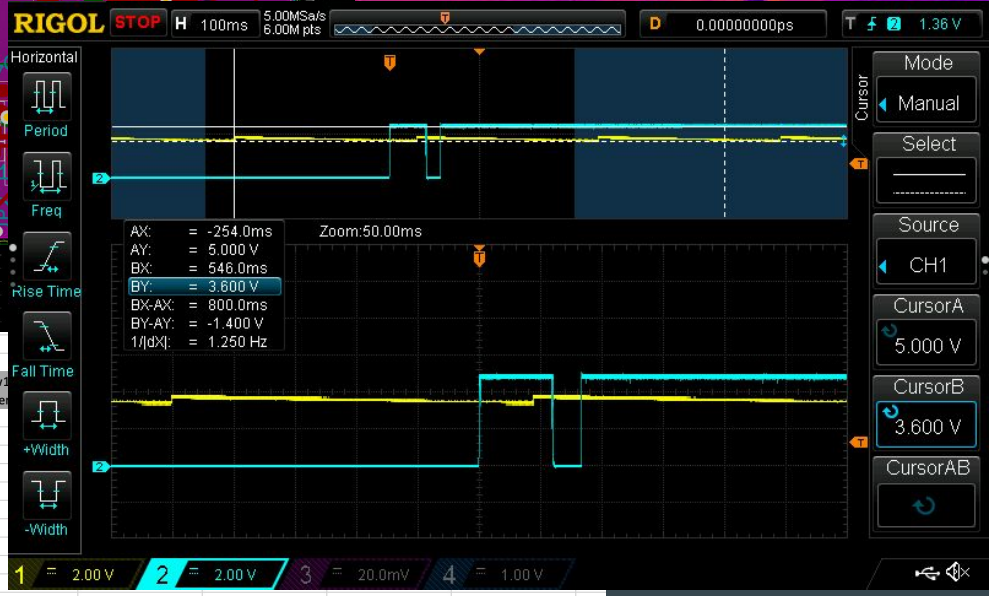 RIGOL STOP H 100ms 5.00MSa/s 6.00M pts D 0.00000000ps T 2 1.36 V
Horizontal
Period
Freq
Rise Time
Fall Time
+Width
-Width
T
2
T
AX: = -254.0ms
AY: = 5.000 V
BX: = 546.0ms
BY: = 3.600 V
BX-AX: = 800.0ms
BY-AY: = -1.400 V
1/|dX|: = 1.250 Hz
Zoom:50.00ms
T
2
T
Cursor
Mode
Manual
Select
Source
CH1
CursorA
5.000 V
CursorB
3.600 V
CursorAB
1 = 2.00 V 2 = 2.00 V 3 = 20.0mV 4 = 1.00 V